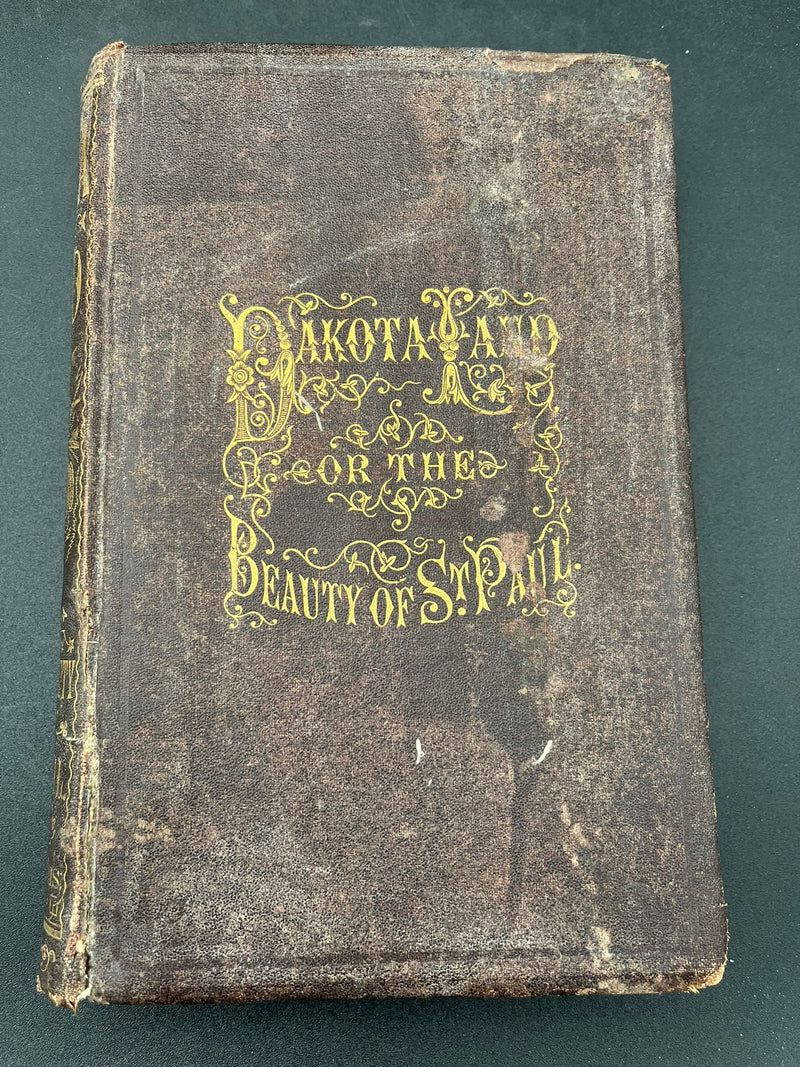 DAKOTA LAND
OR THE
BEAUTY OF ST. PAUL.